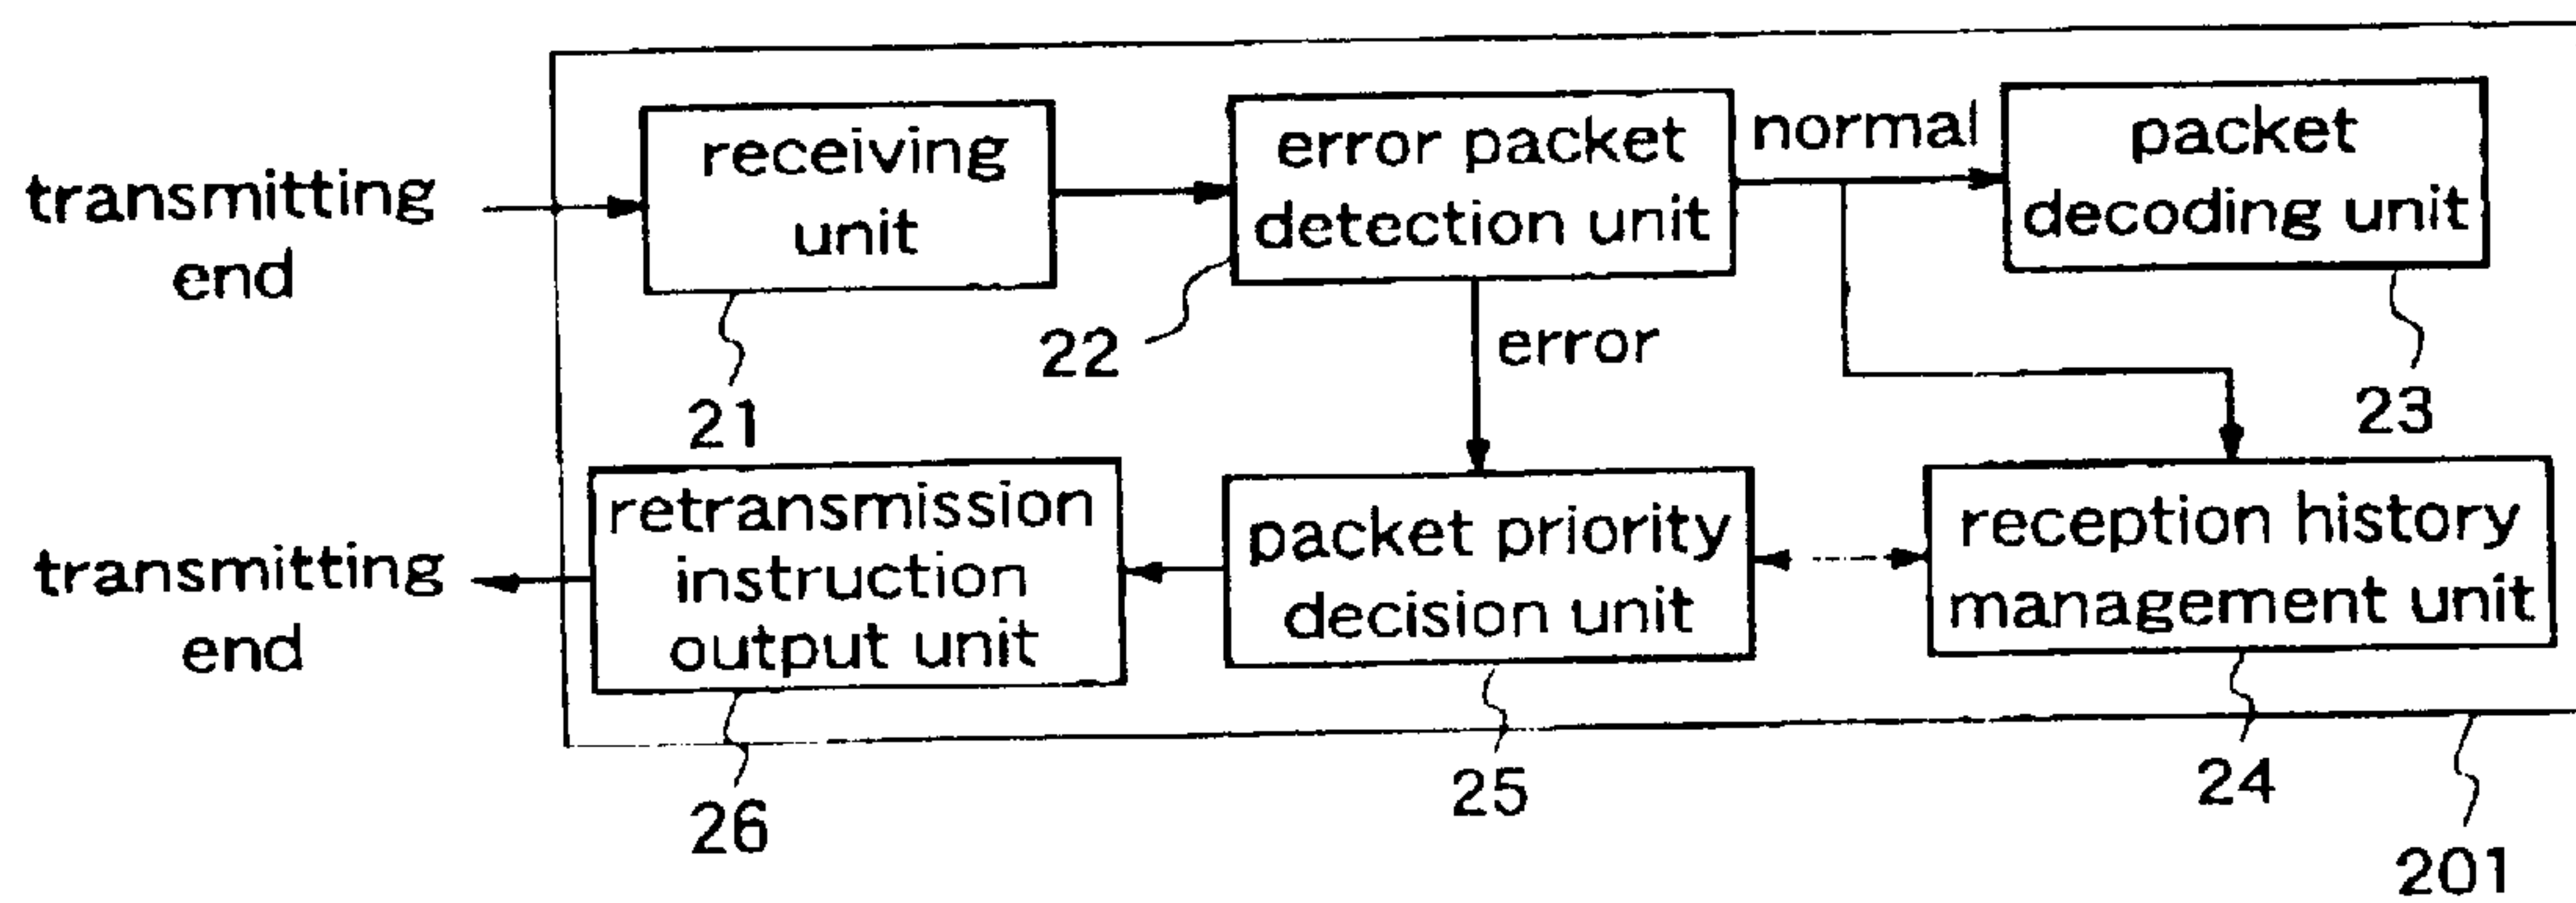 transmitting
end
receiving
unit
21
error packet
detection unit
22
normal
packet
decoding unit
23
error
transmitting
end
retransmission
instruction
output unit
26
packet priority
decision unit
25
reception history
management unit
24
201